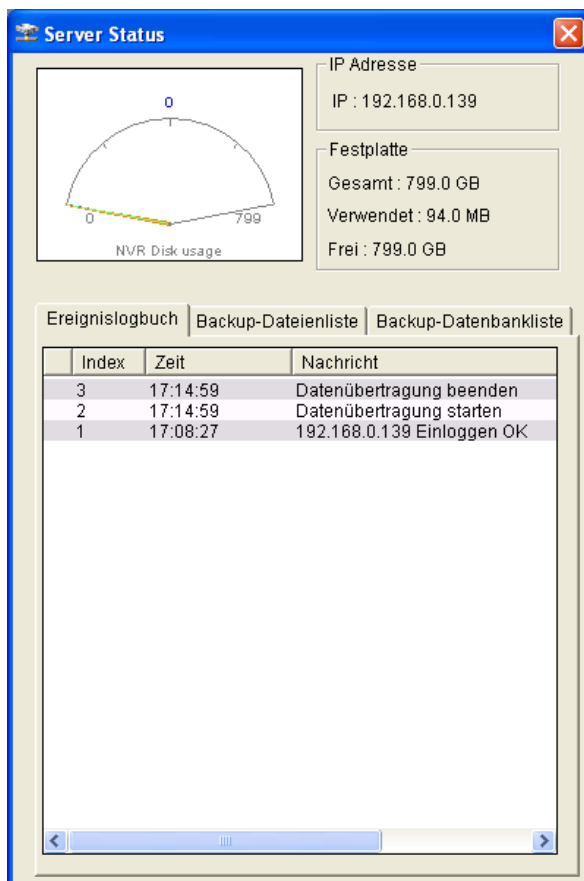 Server Status
0
0
799
NVR Disk usage
IP Adresse
IP : 192.168.0.139
Festplatte
Gesamt : 799.0 GB
Verwendet : 94.0 MB
Frei : 799.0 GB
Ereignislogbuch Backup-Dateienliste Backup-Datenbankliste
Index Zeit Nachricht
3 17:14:59 Datenübertragung beenden
2 17:14:59 Datenübertragung starten
1 17:08:27 192.168.0.139 Einloggen OK